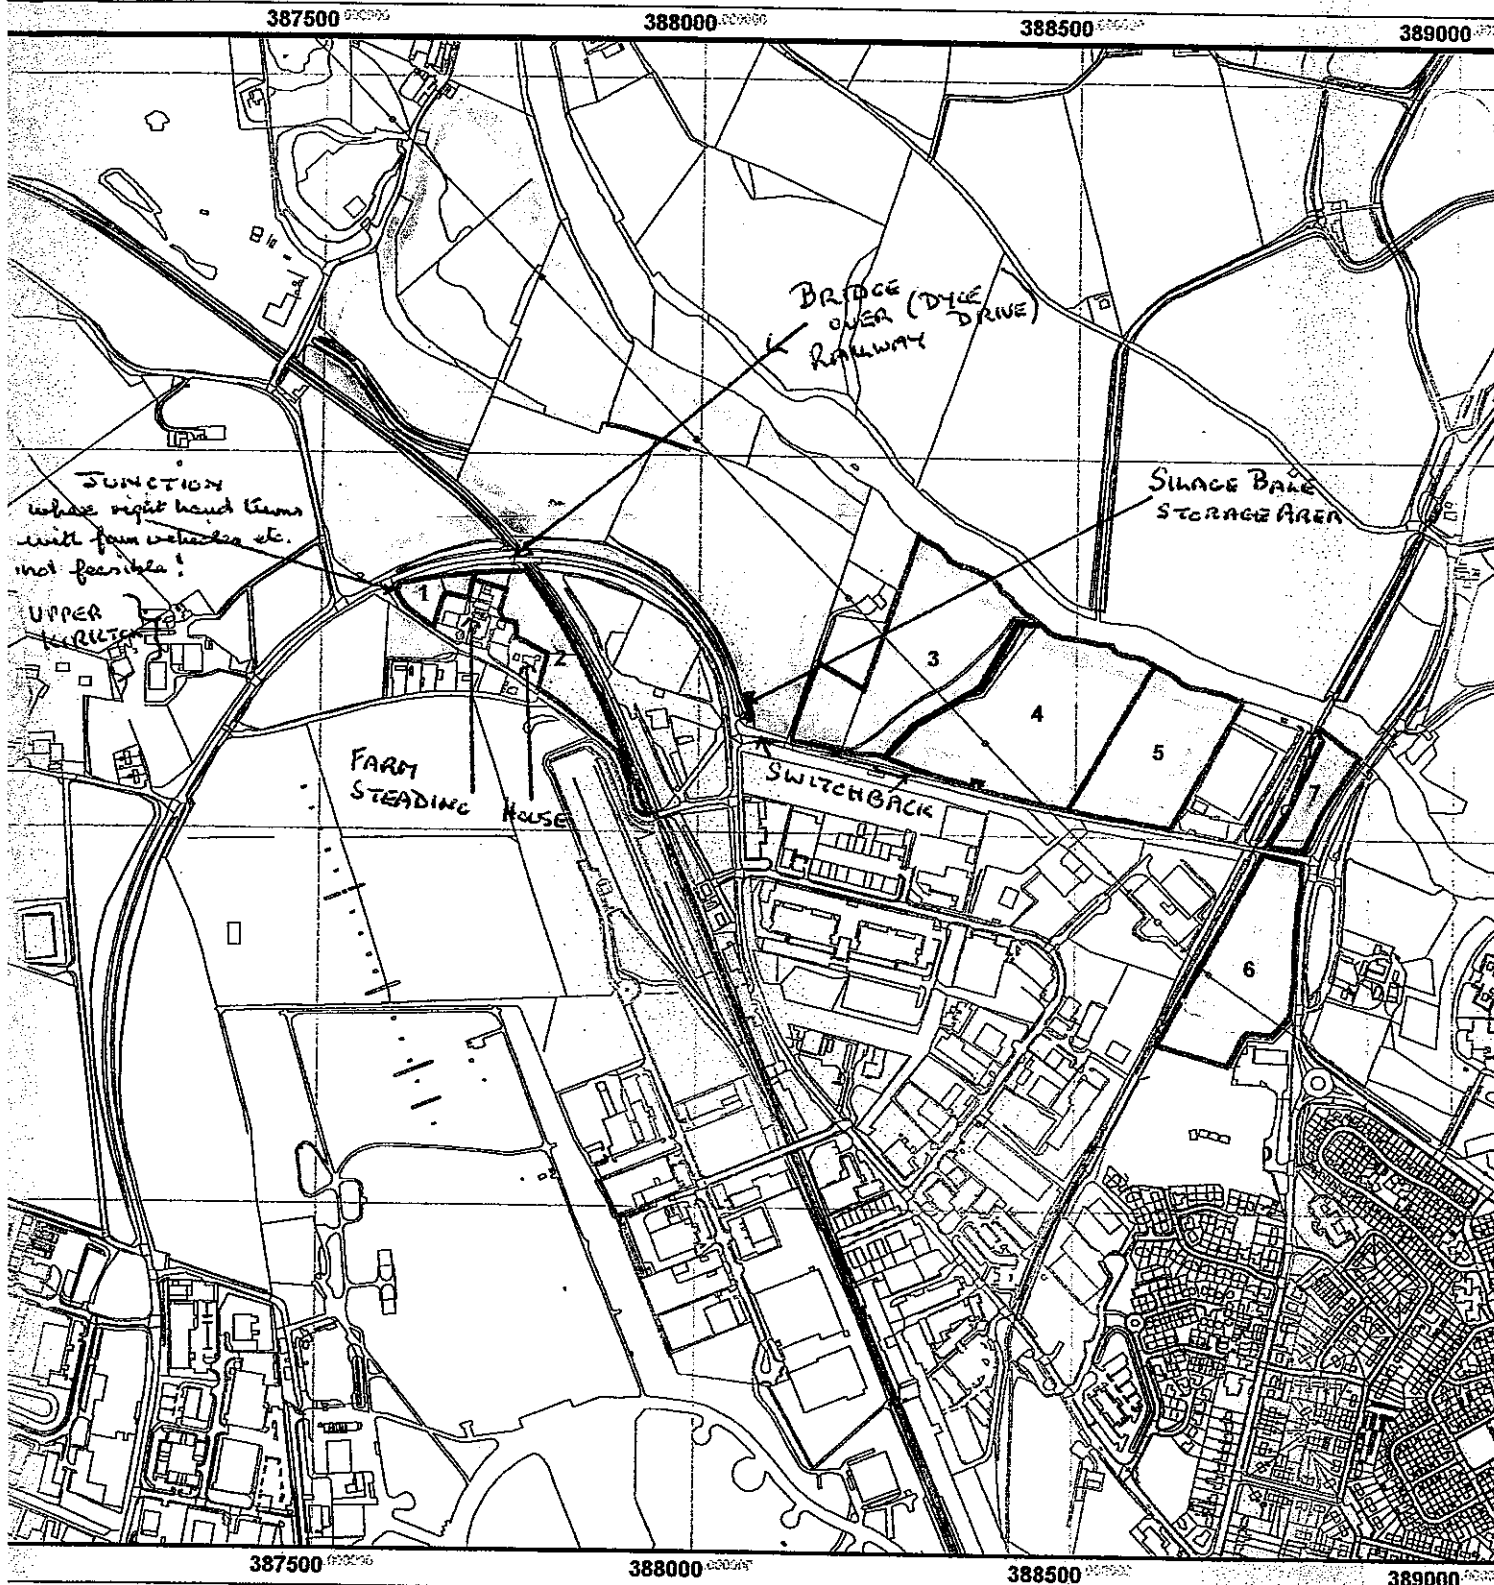 387500
388000
388500
389000
BRIDGE
OVER (DYCE
DRIVE)
RAILWAY
JUNCTION
where right hand turns
with farm vehicles etc.
not feasible!
SILAGE BALE
STORAGE AREA
UPPER
KIRKTON
1
2
3
4
5
7
FARM
STEADING
HOUSE
SWITCHBACK
6
387500
388000
388500
389000